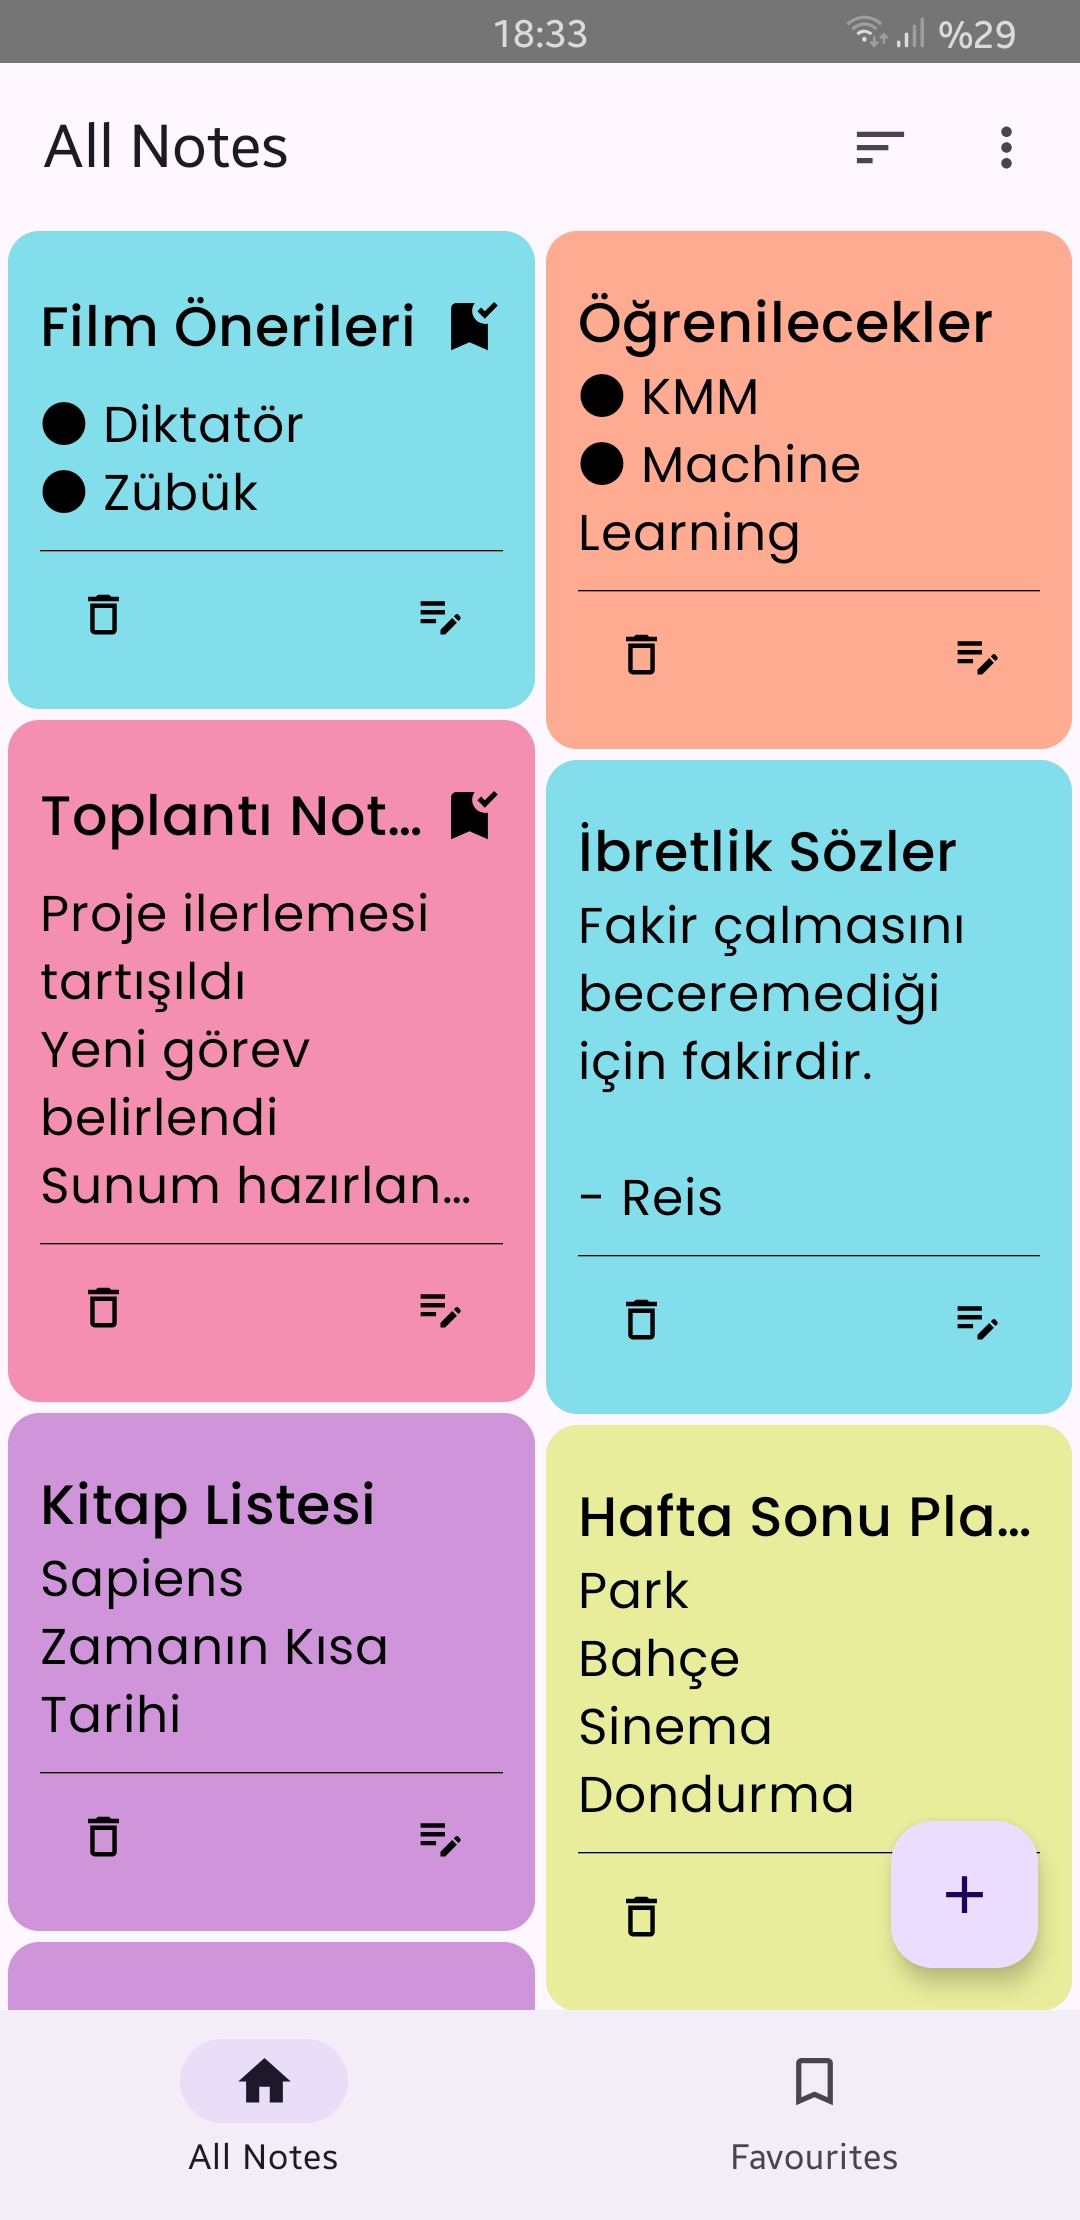 18:33
%29
All Notes
Film Önerileri
● Diktatör
● Zübük
Öğrenilecekler
● KMM
● Machine
Learning
Toplantı Not...
Proje ilerlemesi
tartışıldı
Yeni görev
belirlendi
Sunum hazırlan...
İbretlik Sözler
Fakir çalmasını
beceremediği
için fakirdir.
- Reis
Kitap Listesi
Sapiens
Zamanın Kısa
Tarihi
Hafta Sonu Pla...
Park
Bahçe
Sinema
Dondurma
All Notes
Favourites